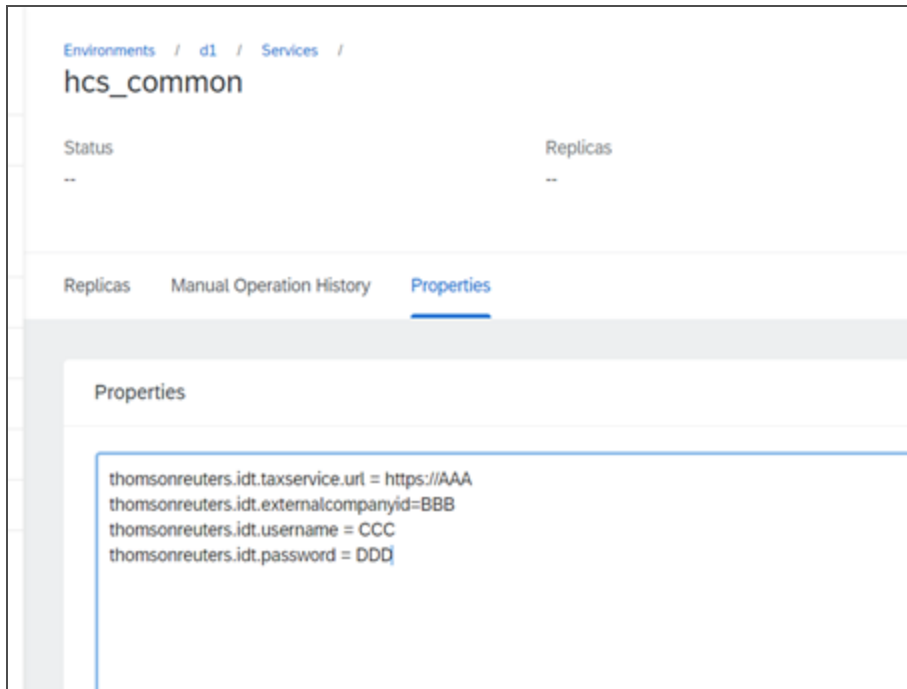 Environments / d1 / Services /
hcs_common
Status Replicas
-- --
Replicas Manual Operation History Properties
Properties
thomsonreuters.idt.taxservice.url = https://AAA
thomsonreuters.idt.externalcompanyid=BBB
thomsonreuters.idt.username = CCC
thomsonreuters.idt.password = DDD